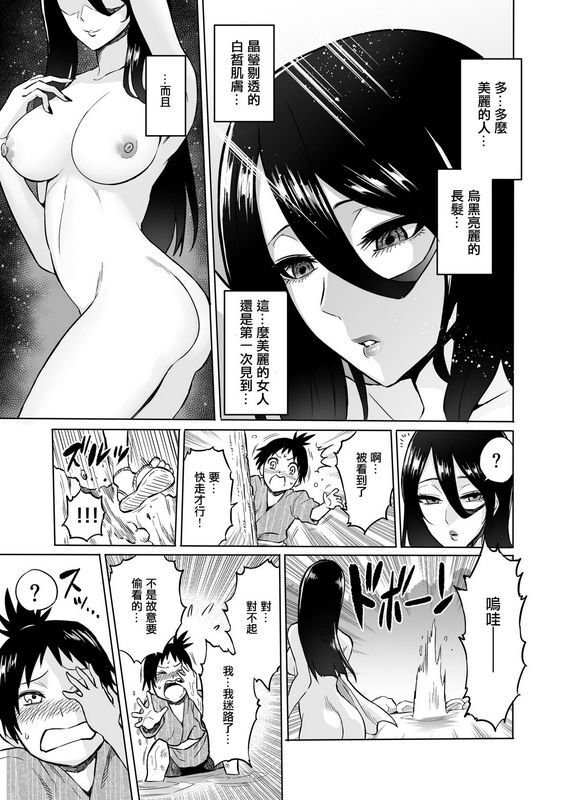 多…多麼
美麗的人…
烏黑亮麗的
長髮…
晶瑩剔透的
白皙肌膚…
…而且
這…麼美麗的女人
還是第一次見到…
?
啊…
被看到了
要…
快走才行!
ズッ
!!!
嗚哇—
ドボーン
對…
對不起
我…我迷路了…
不是故意要
偷看的…
スッ…
?